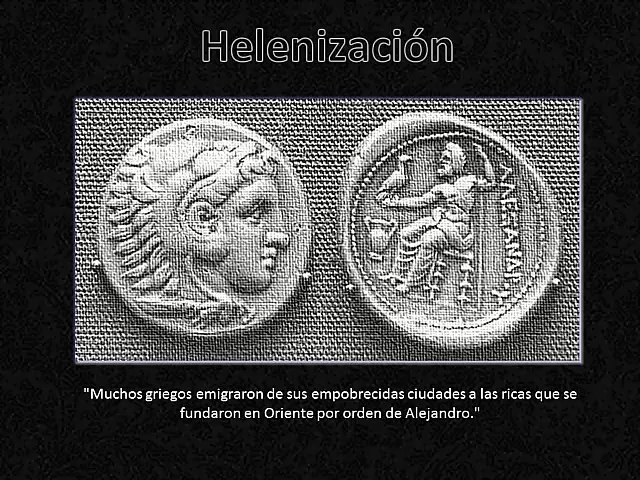 Helenización
ΑΛΕΞΑΝΔΡ
"Muchos griegos emigraron de sus empobrecidas ciudades a las ricas que se
fundaron en Oriente por orden de Alejandro."